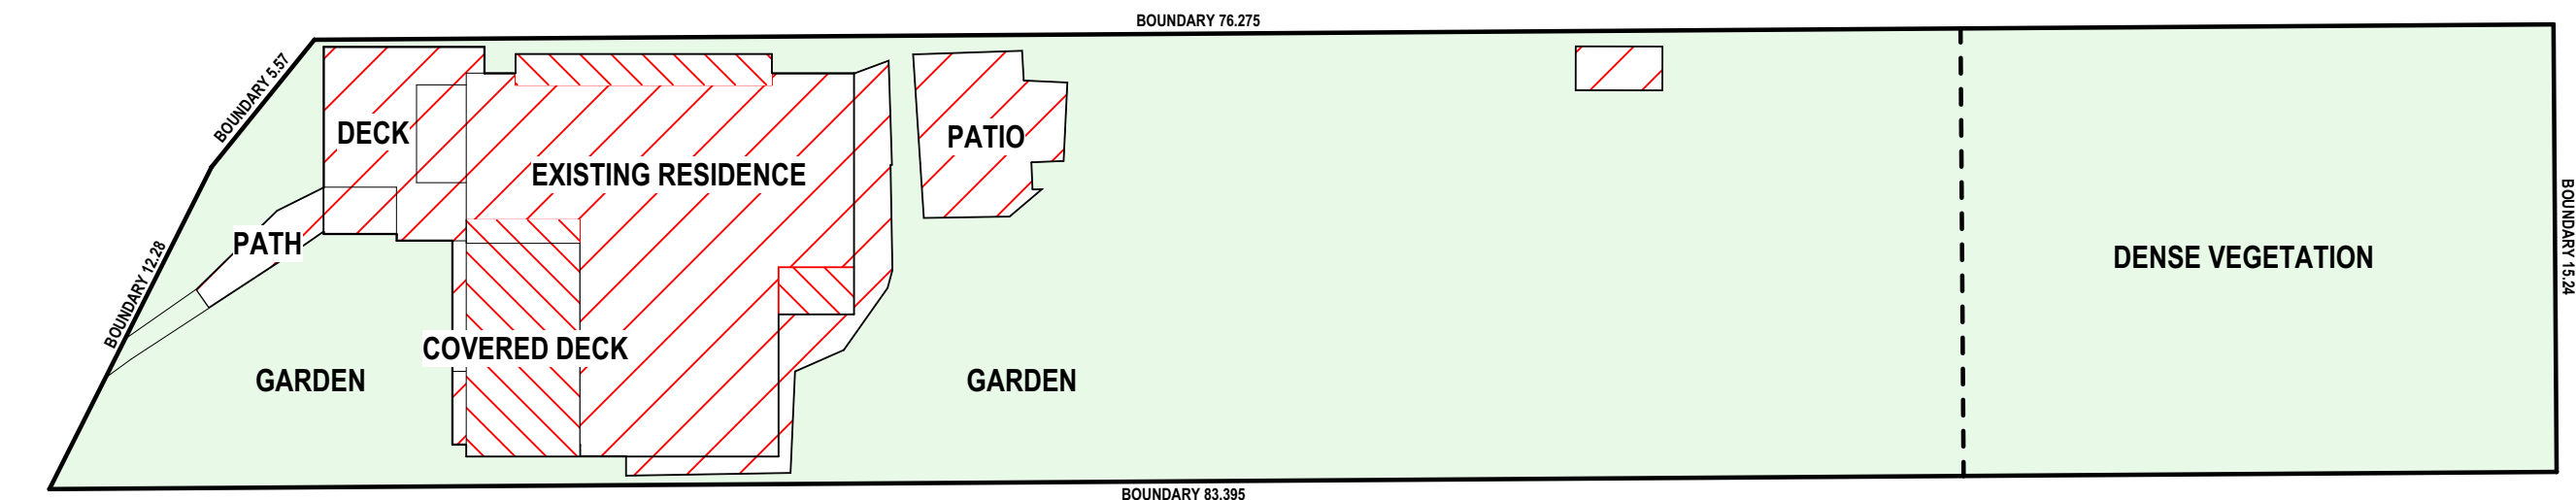 BOUNDARY 76.275
BOUNDARY 5.57
DECK
PATIO
EXISTING RESIDENCE
BOUNDARY 15.24
PATH
BOUNDARY 12.28
DENSE VEGETATION
COVERED DECK
GARDEN
GARDEN
BOUNDARY 83.395